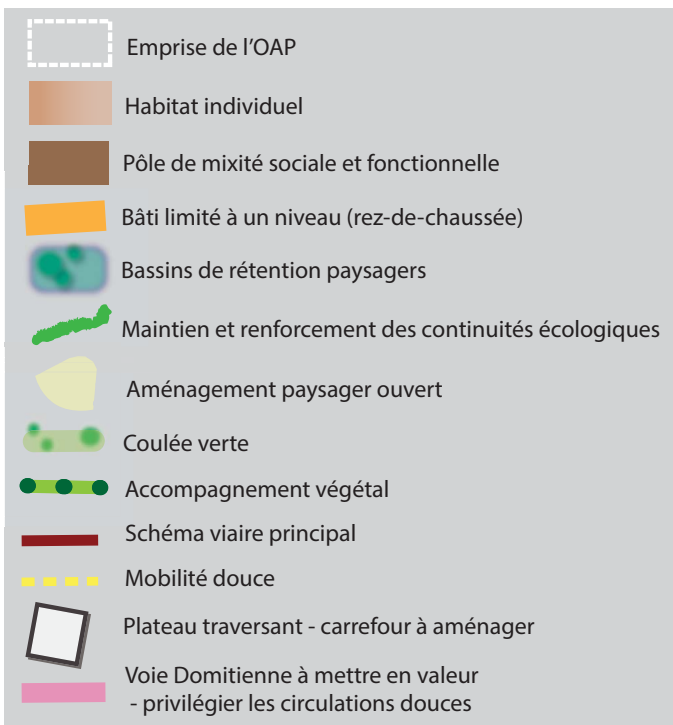 Emprise de l'OAP
Habitat individuel
Pôle de mixité sociale et fonctionnelle
Bâti limité à un niveau (rez-de-chaussée)
Bassins de rétention paysagers
Maintien et renforcement des continuités écologiques
Aménagement paysager ouvert
Coulée verte
Accompagnement végétal
Schéma viaire principal
Mobilité douce
Plateau traversant - carrefour à aménager
Voie Domitienne à mettre en valeur
- privilégier les circulations douces